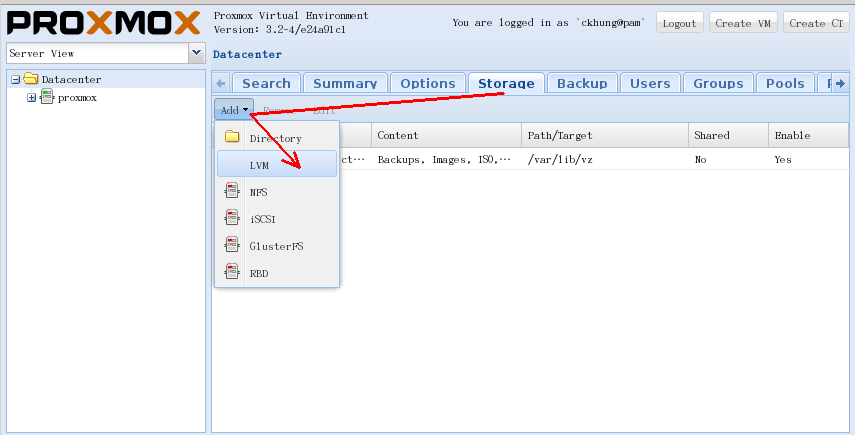 PROXMOX
Proxmox Virtual Environment
Version: 3.2-4/e24a91c1
You are logged in as 'ckhung@pam'
Logout
Create VM
Create CT
Server View
Datacenter
proxmox
Datacenter
Search
Summary
Options
Storage
Backup
Users
Groups
Pools
Add
Edit
Content
Path/Target
Shared
Enable
ct...
Backups, Images, ISO,...
/var/lib/vz
No
Yes
Directory
LVM
NFS
iSCSI
GlusterFS
RBD